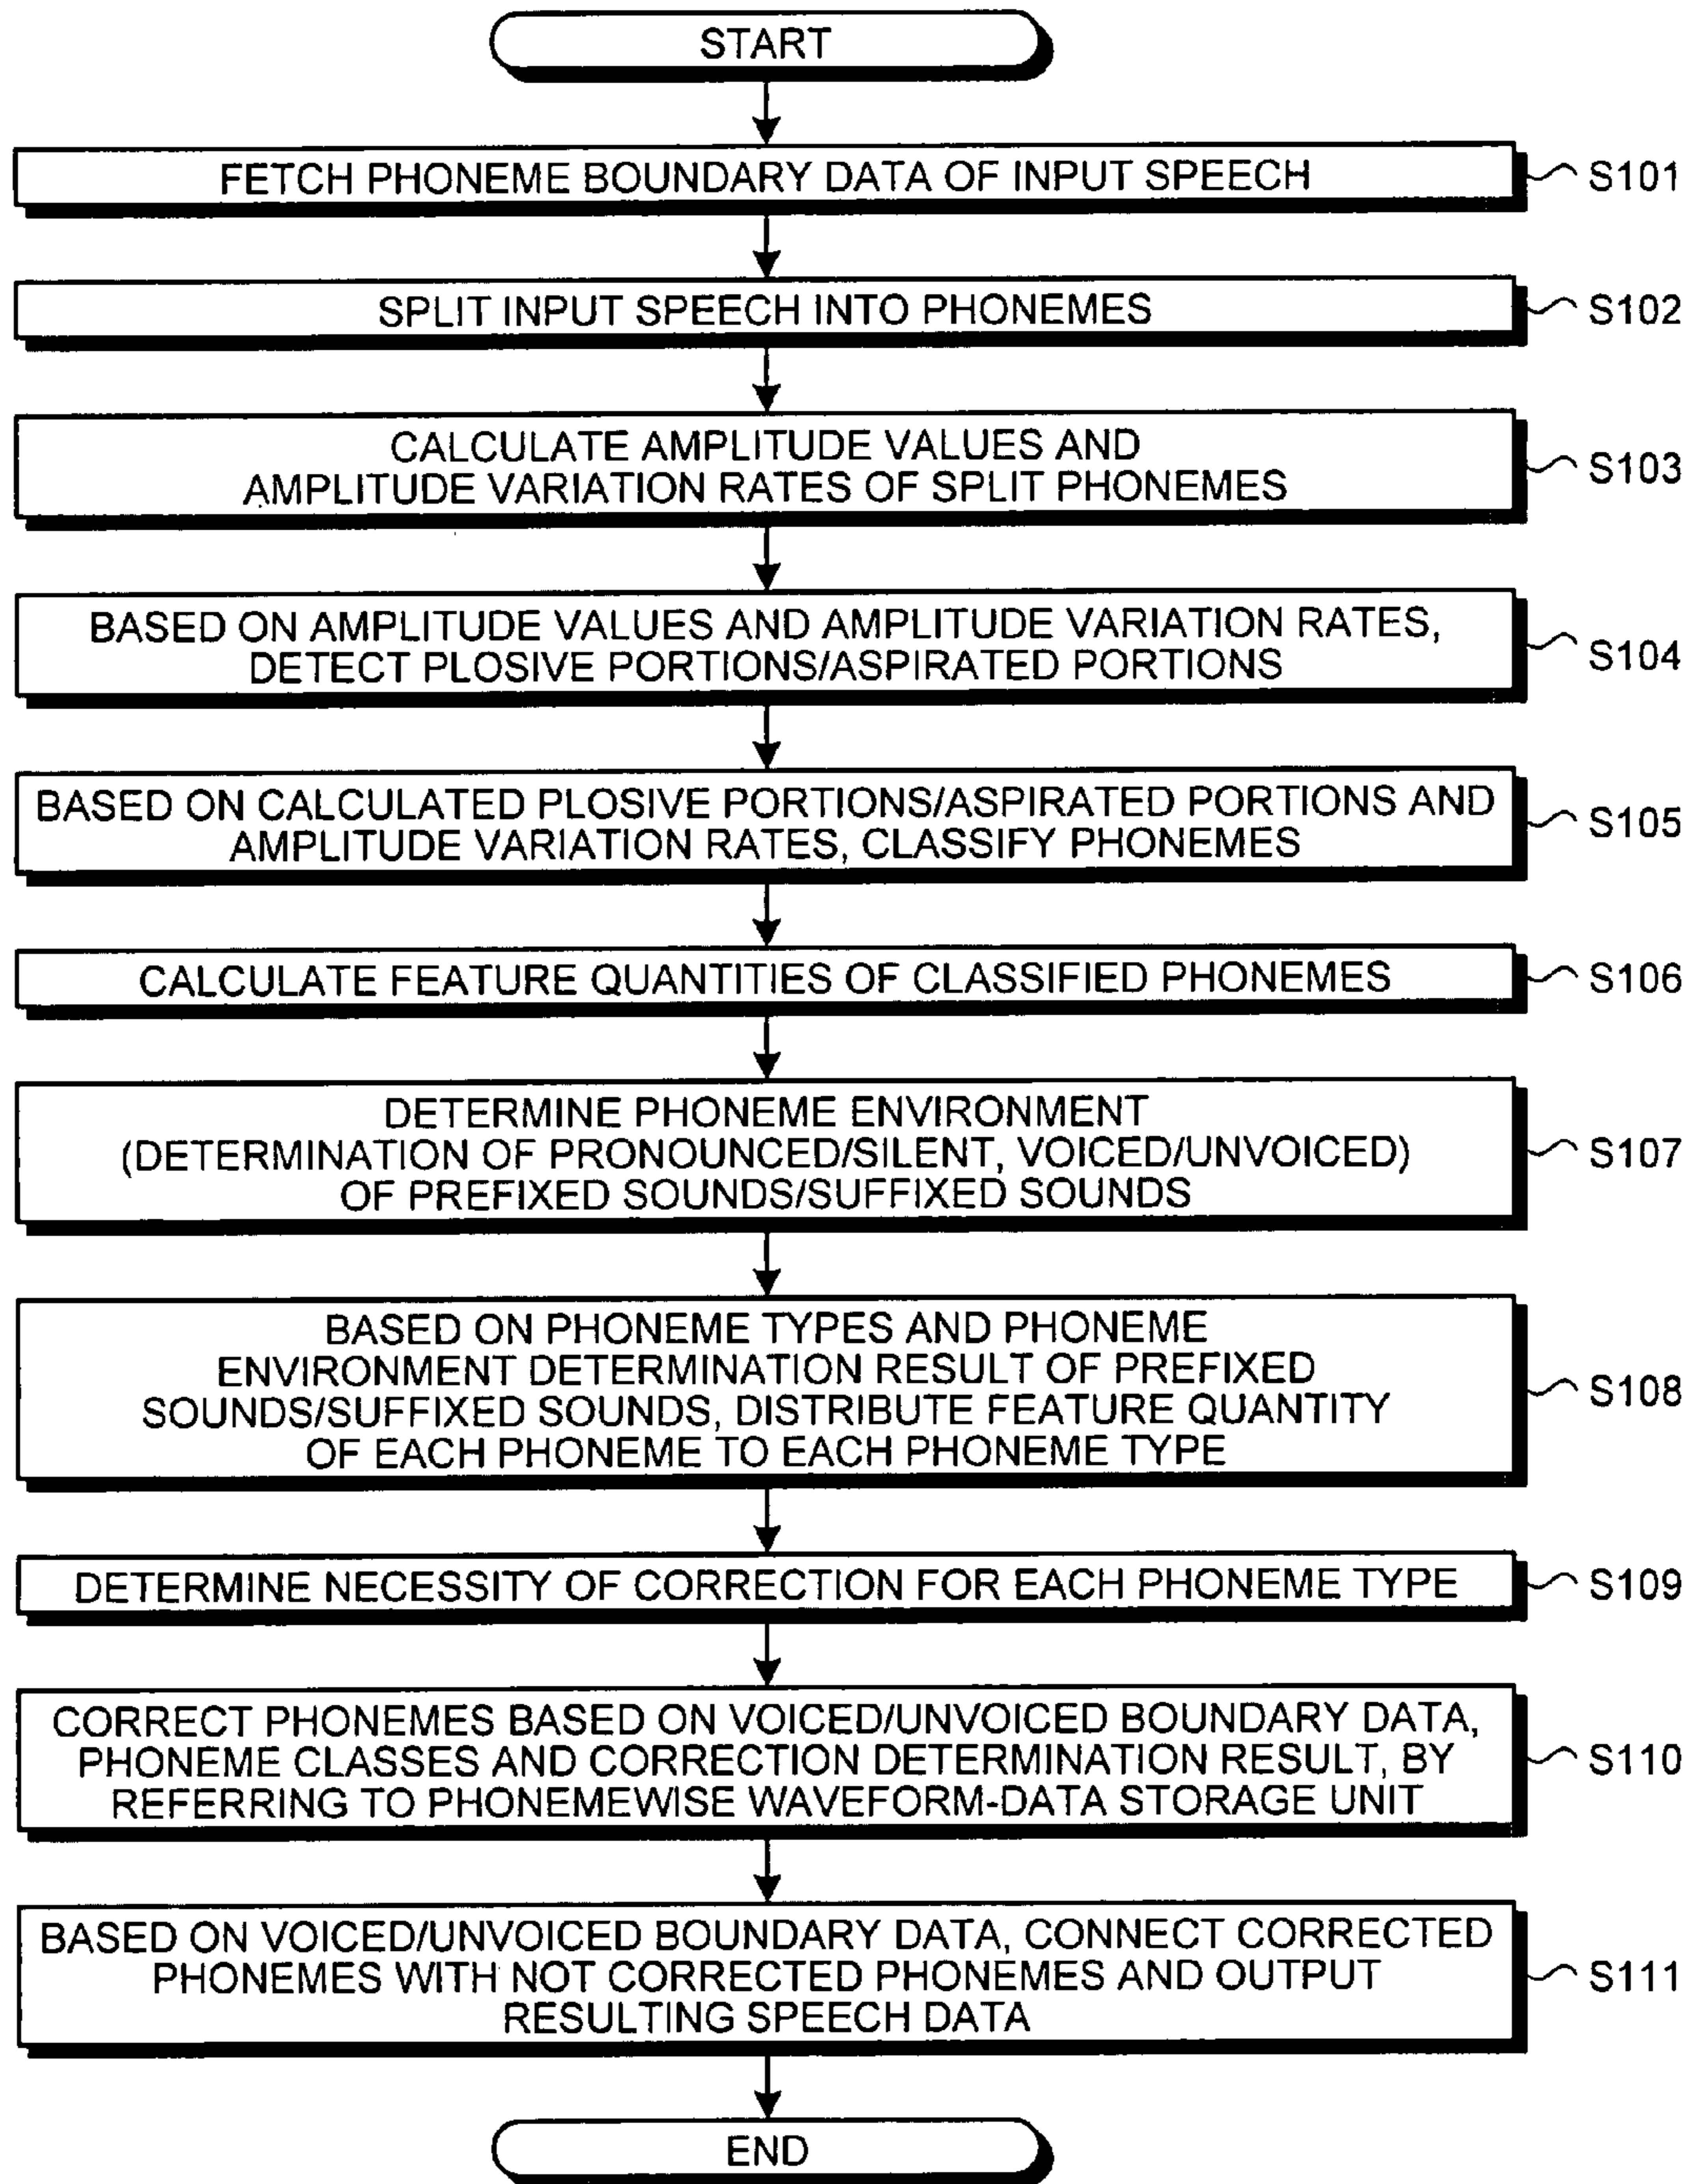 START
FETCH PHONEME BOUNDARY DATA OF INPUT SPEECH
S101
SPLIT INPUT SPEECH INTO PHONEMES
S102
CALCULATE AMPLITUDE VALUES AND
AMPLITUDE VARIATION RATES OF SPLIT PHONEMES
S103
BASED ON AMPLITUDE VALUES AND AMPLITUDE VARIATION RATES,
DETECT PLOSIVE PORTIONS/ASPIRATED PORTIONS
S104
BASED ON CALCULATED PLOSIVE PORTIONS/ASPIRATED PORTIONS AND
AMPLITUDE VARIATION RATES, CLASSIFY PHONEMES
S105
CALCULATE FEATURE QUANTITIES OF CLASSIFIED PHONEMES
S106
DETERMINE PHONEME ENVIRONMENT
(DETERMINATION OF PRONOUNCED/SILENT, VOICED/UNVOICED)
OF PREFIXED SOUNDS/SUFFIXED SOUNDS
S107
BASED ON PHONEME TYPES AND PHONEME
ENVIRONMENT DETERMINATION RESULT OF PREFIXED
SOUNDS/SUFFIXED SOUNDS, DISTRIBUTE FEATURE QUANTITY
OF EACH PHONEME TO EACH PHONEME TYPE
S108
DETERMINE NECESSITY OF CORRECTION FOR EACH PHONEME TYPE
S109
CORRECT PHONEMES BASED ON VOICED/UNVOICED BOUNDARY DATA,
PHONEME CLASSES AND CORRECTION DETERMINATION RESULT, BY
REFERRING TO PHONEMEWISE WAVEFORM-DATA STORAGE UNIT
S110
BASED ON VOICED/UNVOICED BOUNDARY DATA, CONNECT CORRECTED
PHONEMES WITH NOT CORRECTED PHONEMES AND OUTPUT
RESULTING SPEECH DATA
S111
END